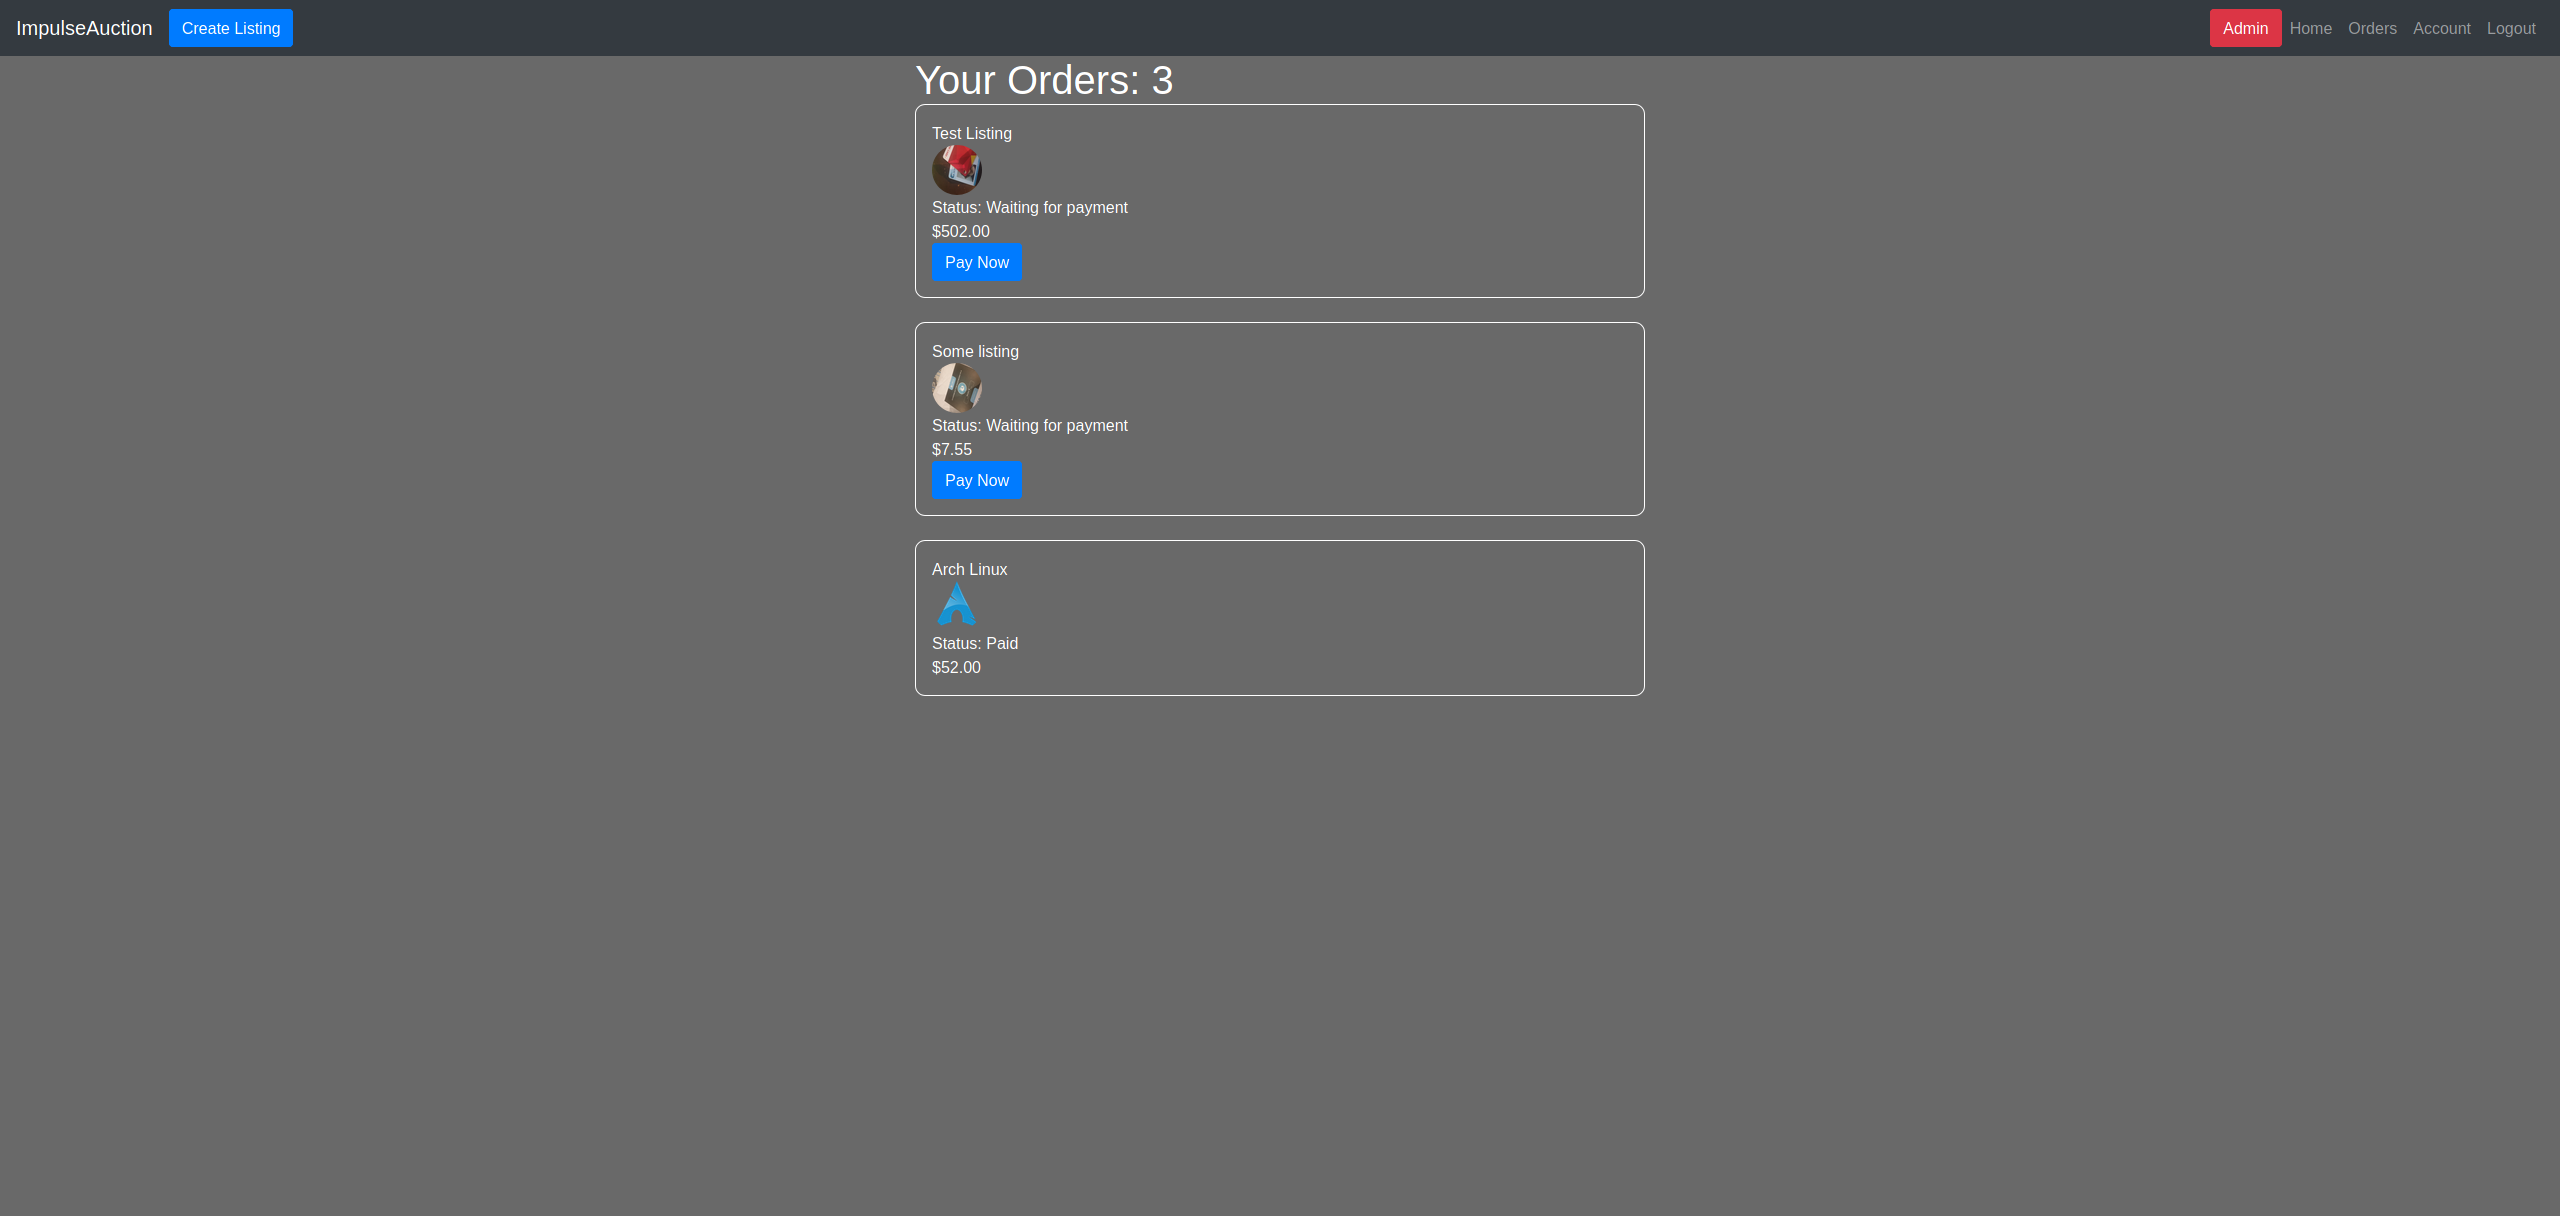 ImpulseAuction Create Listing Admin Home Orders Account Logout
Your Orders: 3
Test Listing
Status: Waiting for payment
$502.00
Pay Now
Some listing
Status: Waiting for payment
$7.55
Pay Now
Arch Linux
Status: Paid
$52.00